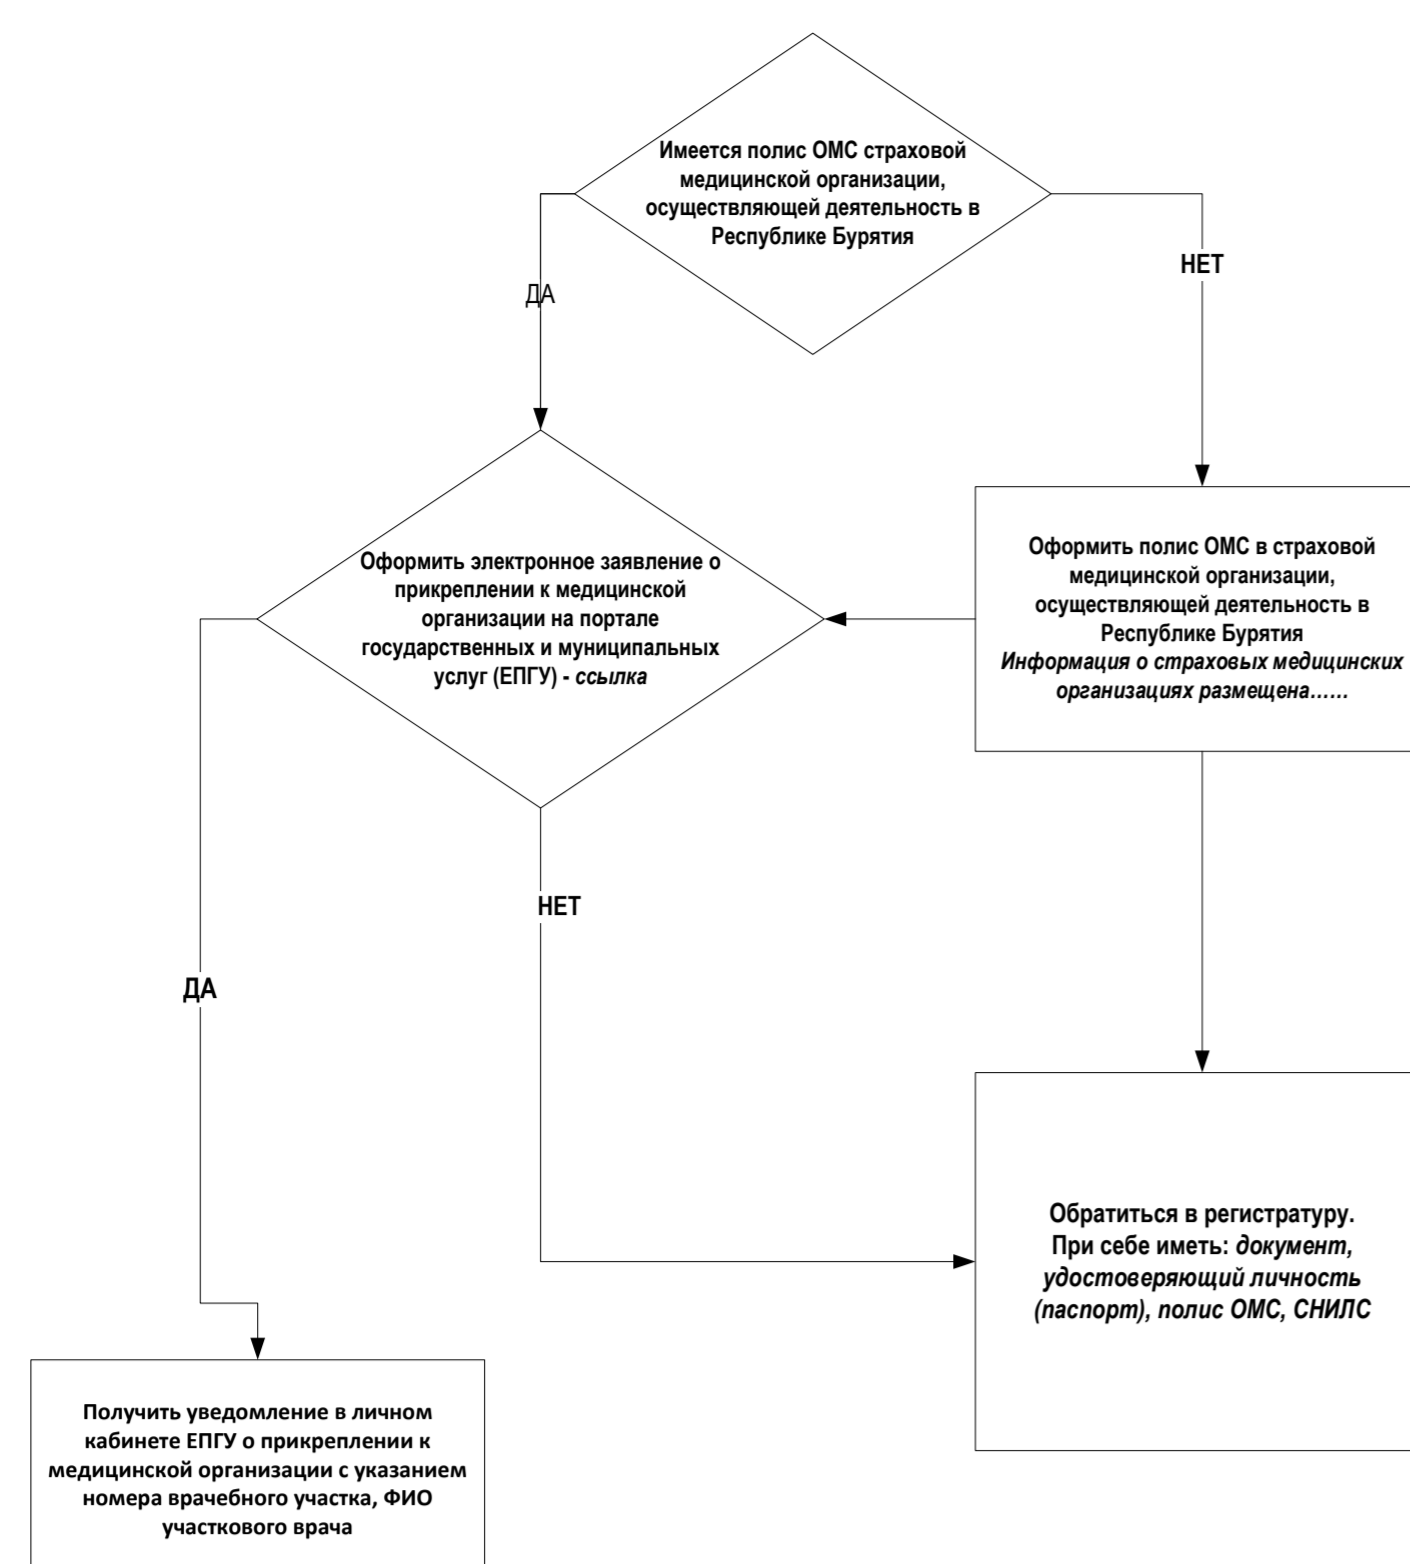 Имеется полис ОМС страховой
медицинской организации,
осуществляющей деятельность в
Республике Бурятия
НЕТ
ДА
Оформить электронное заявление о
прикреплении к медицинской
организации на портале
государственных и муниципальных
услуг (ЕПГУ) - ссылка
Оформить полис ОМС в страховой
медицинской организации,
осуществляющей деятельность в
Республике Бурятия
Информация о страховых медицинских
организациях размещена……
НЕТ
ДА
Обратиться в регистратуру.
При себе иметь: документ,
удостоверяющий личность
(паспорт), полис ОМС, СНИЛС
Получить уведомление в личном
кабинете ЕПГУ о прикреплении к
медицинской организации с указанием
номера врачебного участка, ФИО
участкового врача